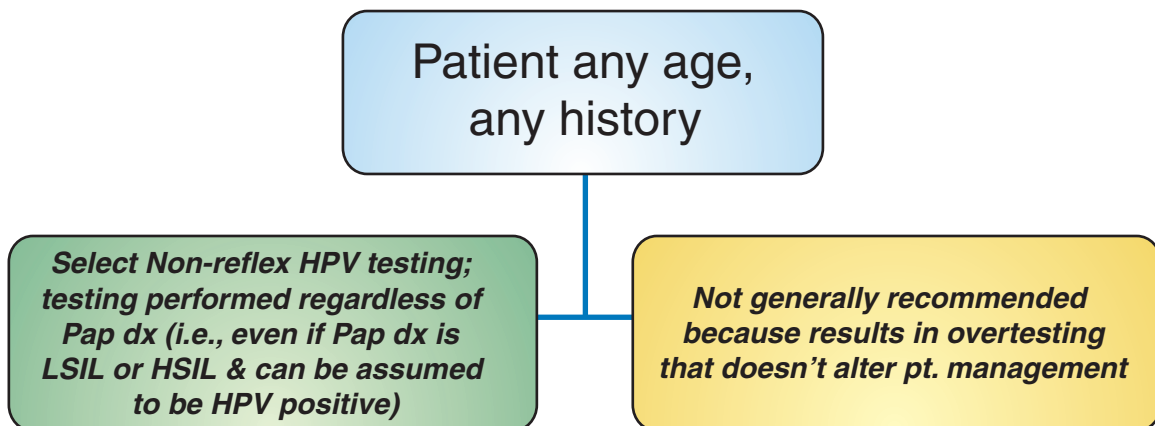 Patient any age,
any history
Select Non-reflex HPV testing;
testing performed regardless of
Pap dx (i.e., even if Pap dx is
LSIL or HSIL & can be assumed
to be HPV positive)
Not generally recommended
because results in overtesting
that doesn’t alter pt. management